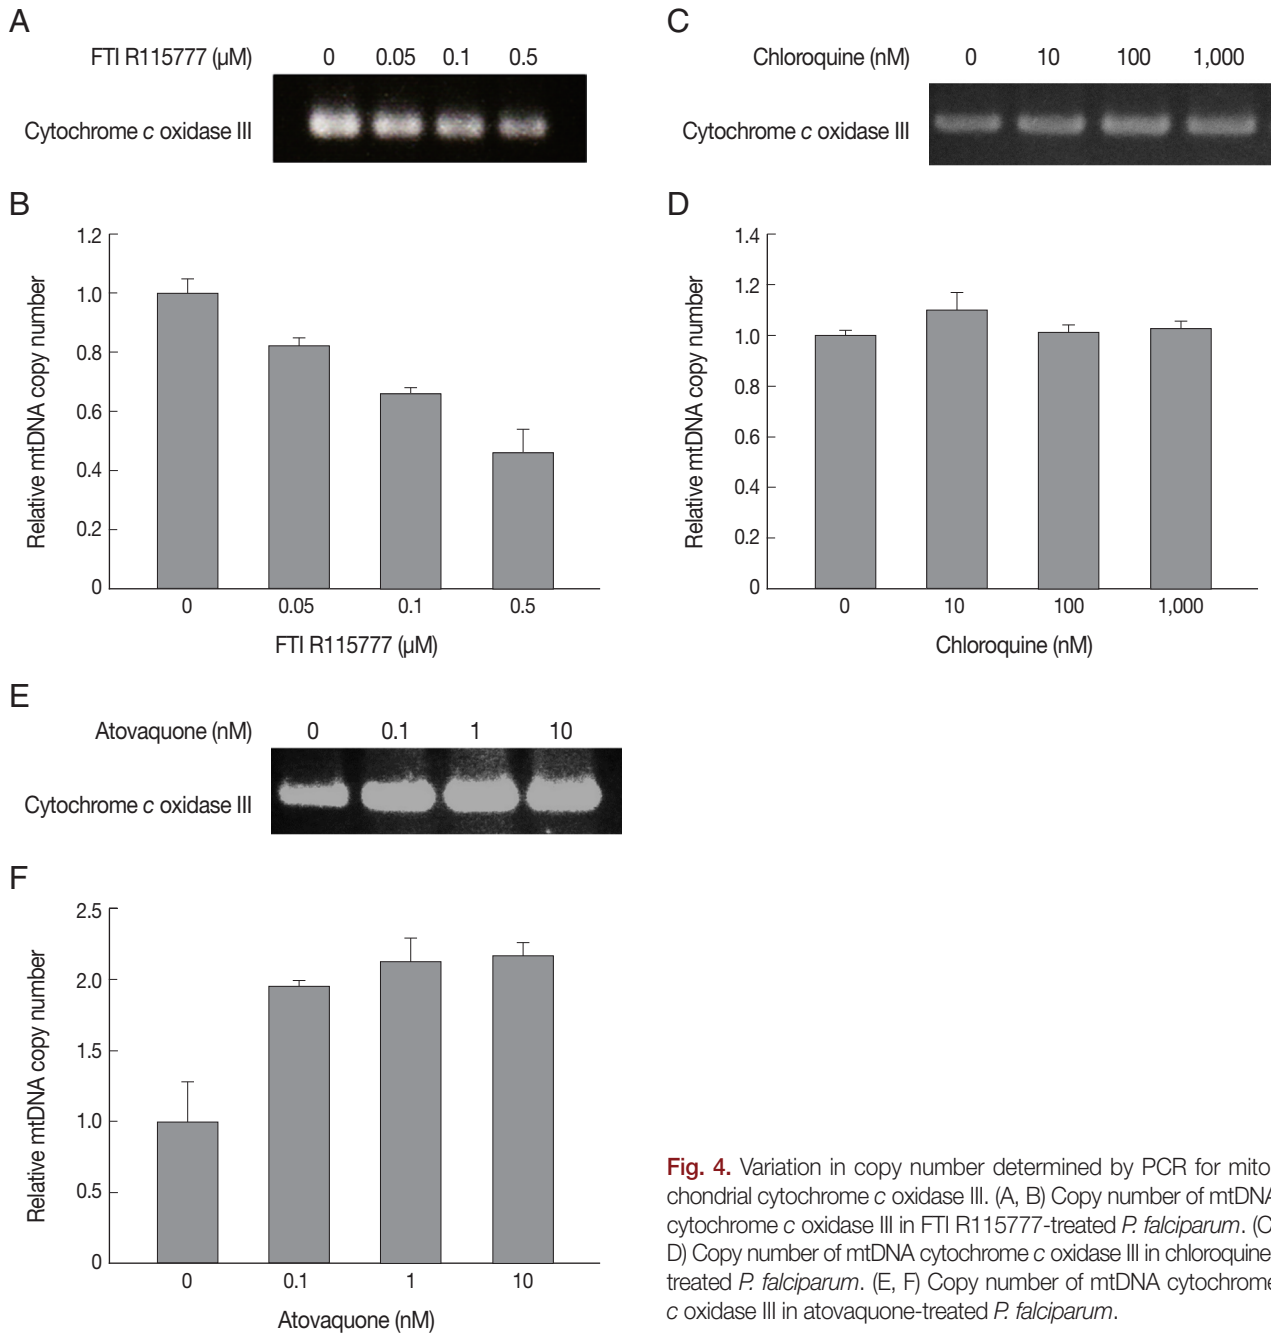 A
FTI R115777 (µM) 0 0.05 0.1 0.5
Cytochrome c oxidase III
B
1.2
1.0
0.8
0.6
0.4
0.2
0
Relative mtDNA copy number
0 0.05 0.1 0.5
FTI R115777 (µM)
C
Chloroquine (nM) 0 10 100 1,000
Cytochrome c oxidase III
D
1.4
1.2
1.0
0.8
0.6
0.4
0.2
0
Relative mtDNA copy number
0 10 100 1,000
Chloroquine (nM)
E
Atovaquone (nM) 0 0.1 1 10
Cytochrome c oxidase III
F
2.5
2.0
1.5
1.0
0.5
0
Relative mtDNA copy number
0 0.1 1 10
Atovaquone (nM)
Fig. 4. Variation in copy number determined by PCR for mito
chondrial cytochrome c oxidase III. (A, B) Copy number of mtDNA
cytochrome c oxidase III in FTI R115777-treated P. falciparum. (C
D) Copy number of mtDNA cytochrome c oxidase III in chloroquine
treated P. falciparum. (E, F) Copy number of mtDNA cytochrome
c oxidase III in atovaquone-treated P. falciparum.